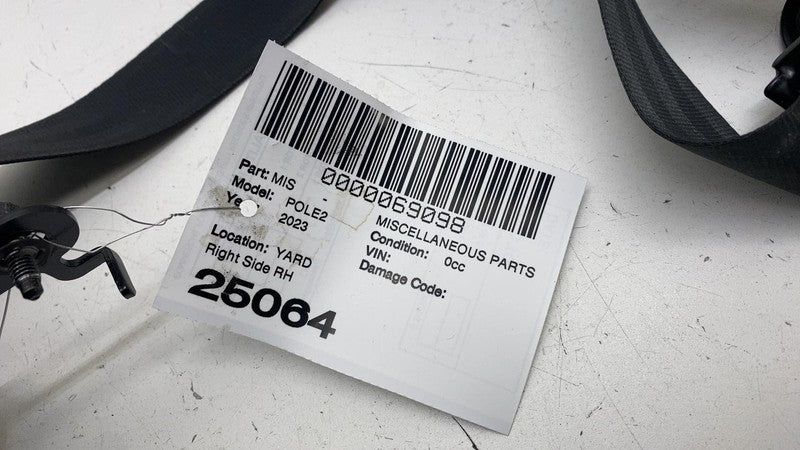 0000069098
Part: MIS - MISCELLANEOUS PARTS
Model: POLE2 Condition: 0cc
Ye 2023 VIN:
Damage Code:
Location: YARD
Right Side RH
25064